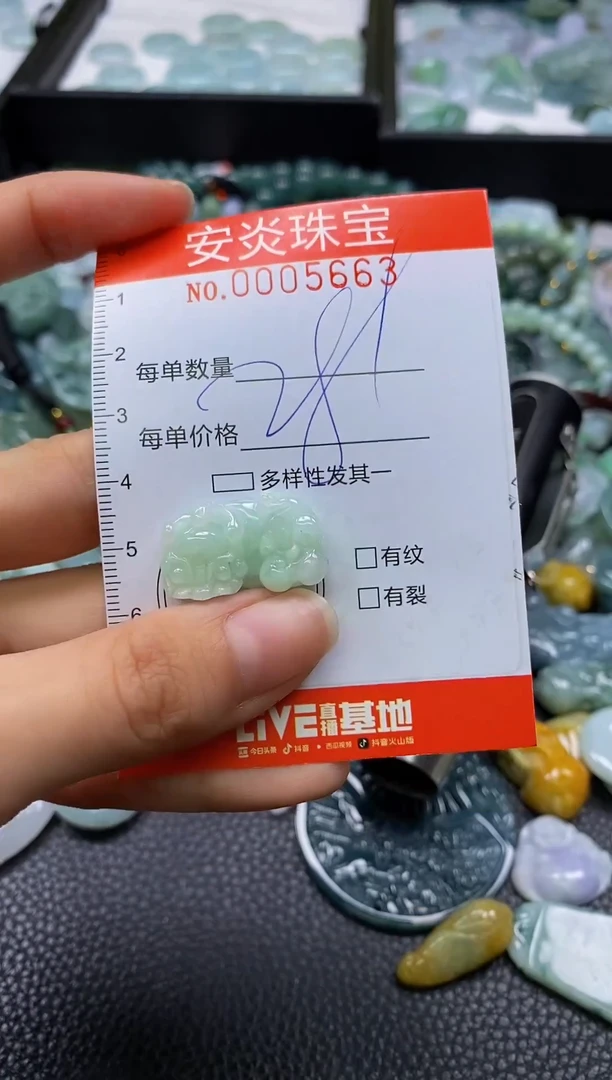 安炎珠宝
NO.0005663
1
2
每单数量
3
每单价格
4
多样性发其一
5
有纹
6
有裂
LIVE直播基地
今日头条 抖音 西瓜视频 抖音火山版